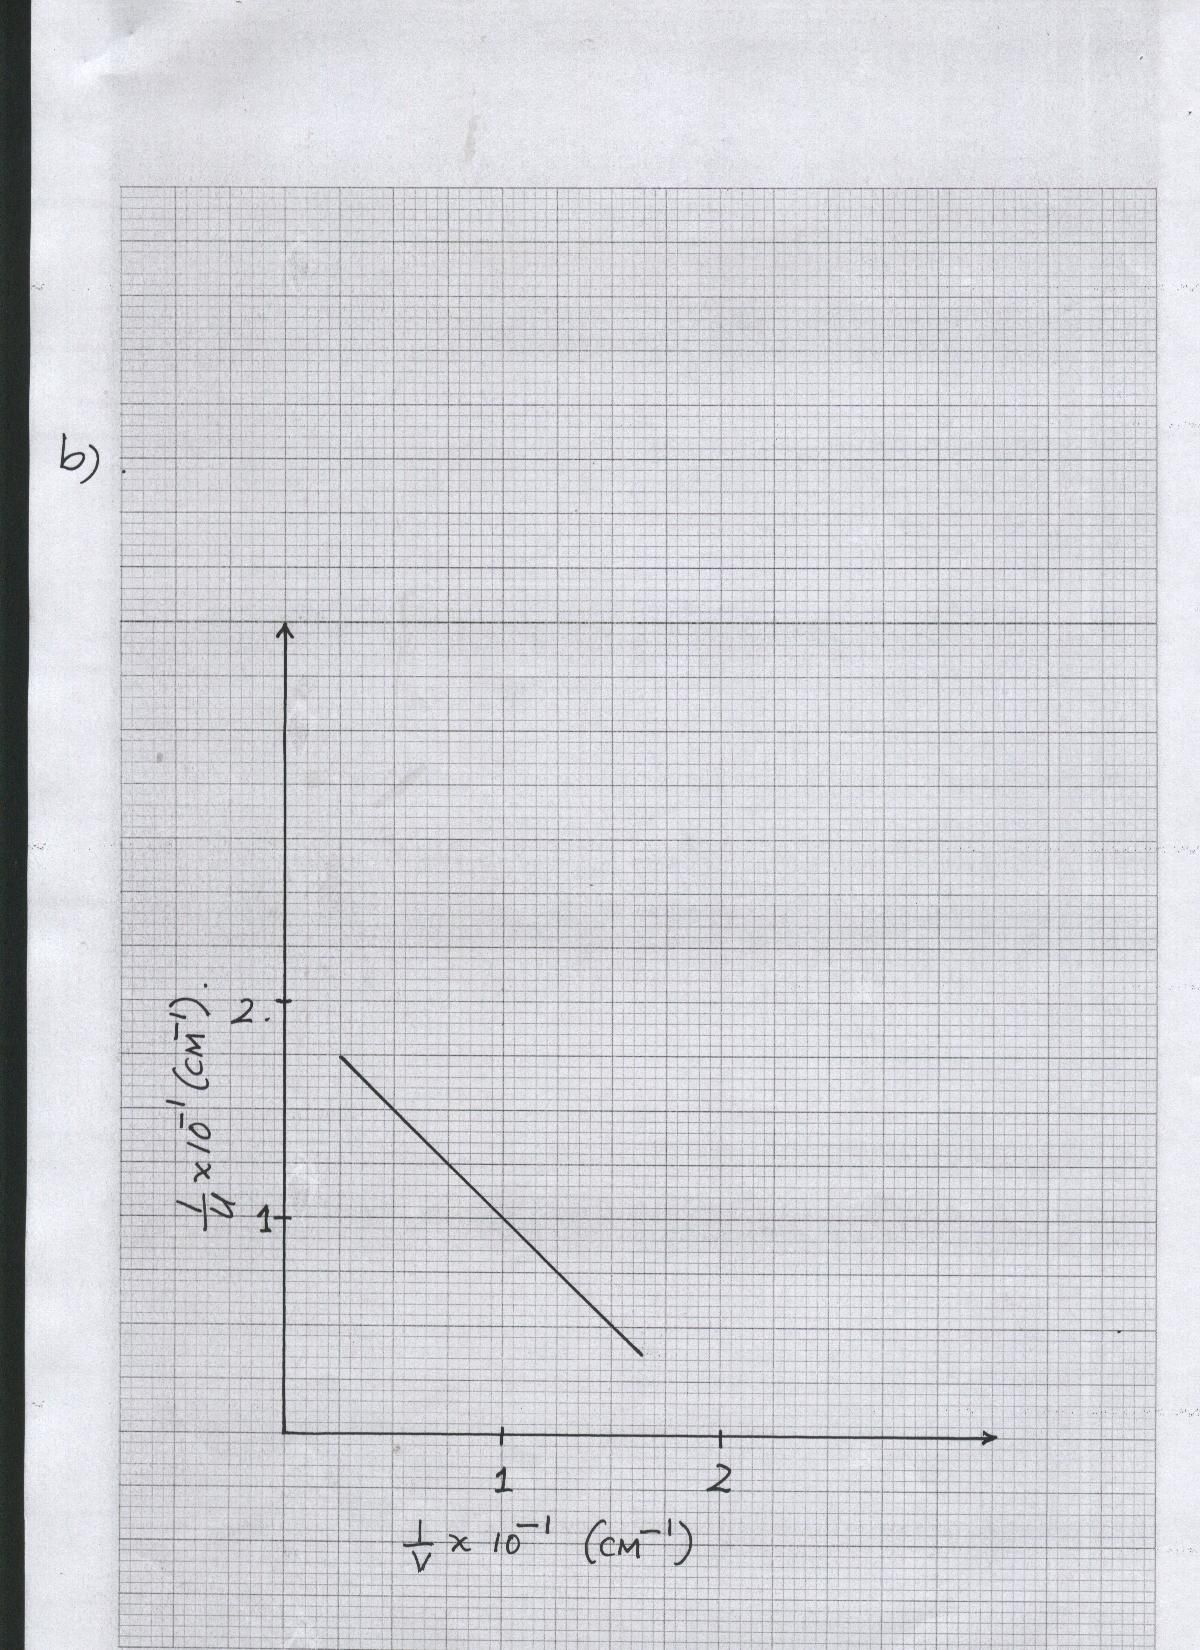 b)
2.
1
1/u x 10⁻¹ (cm⁻¹).
1 2
1/v x 10⁻¹ (cm⁻¹)